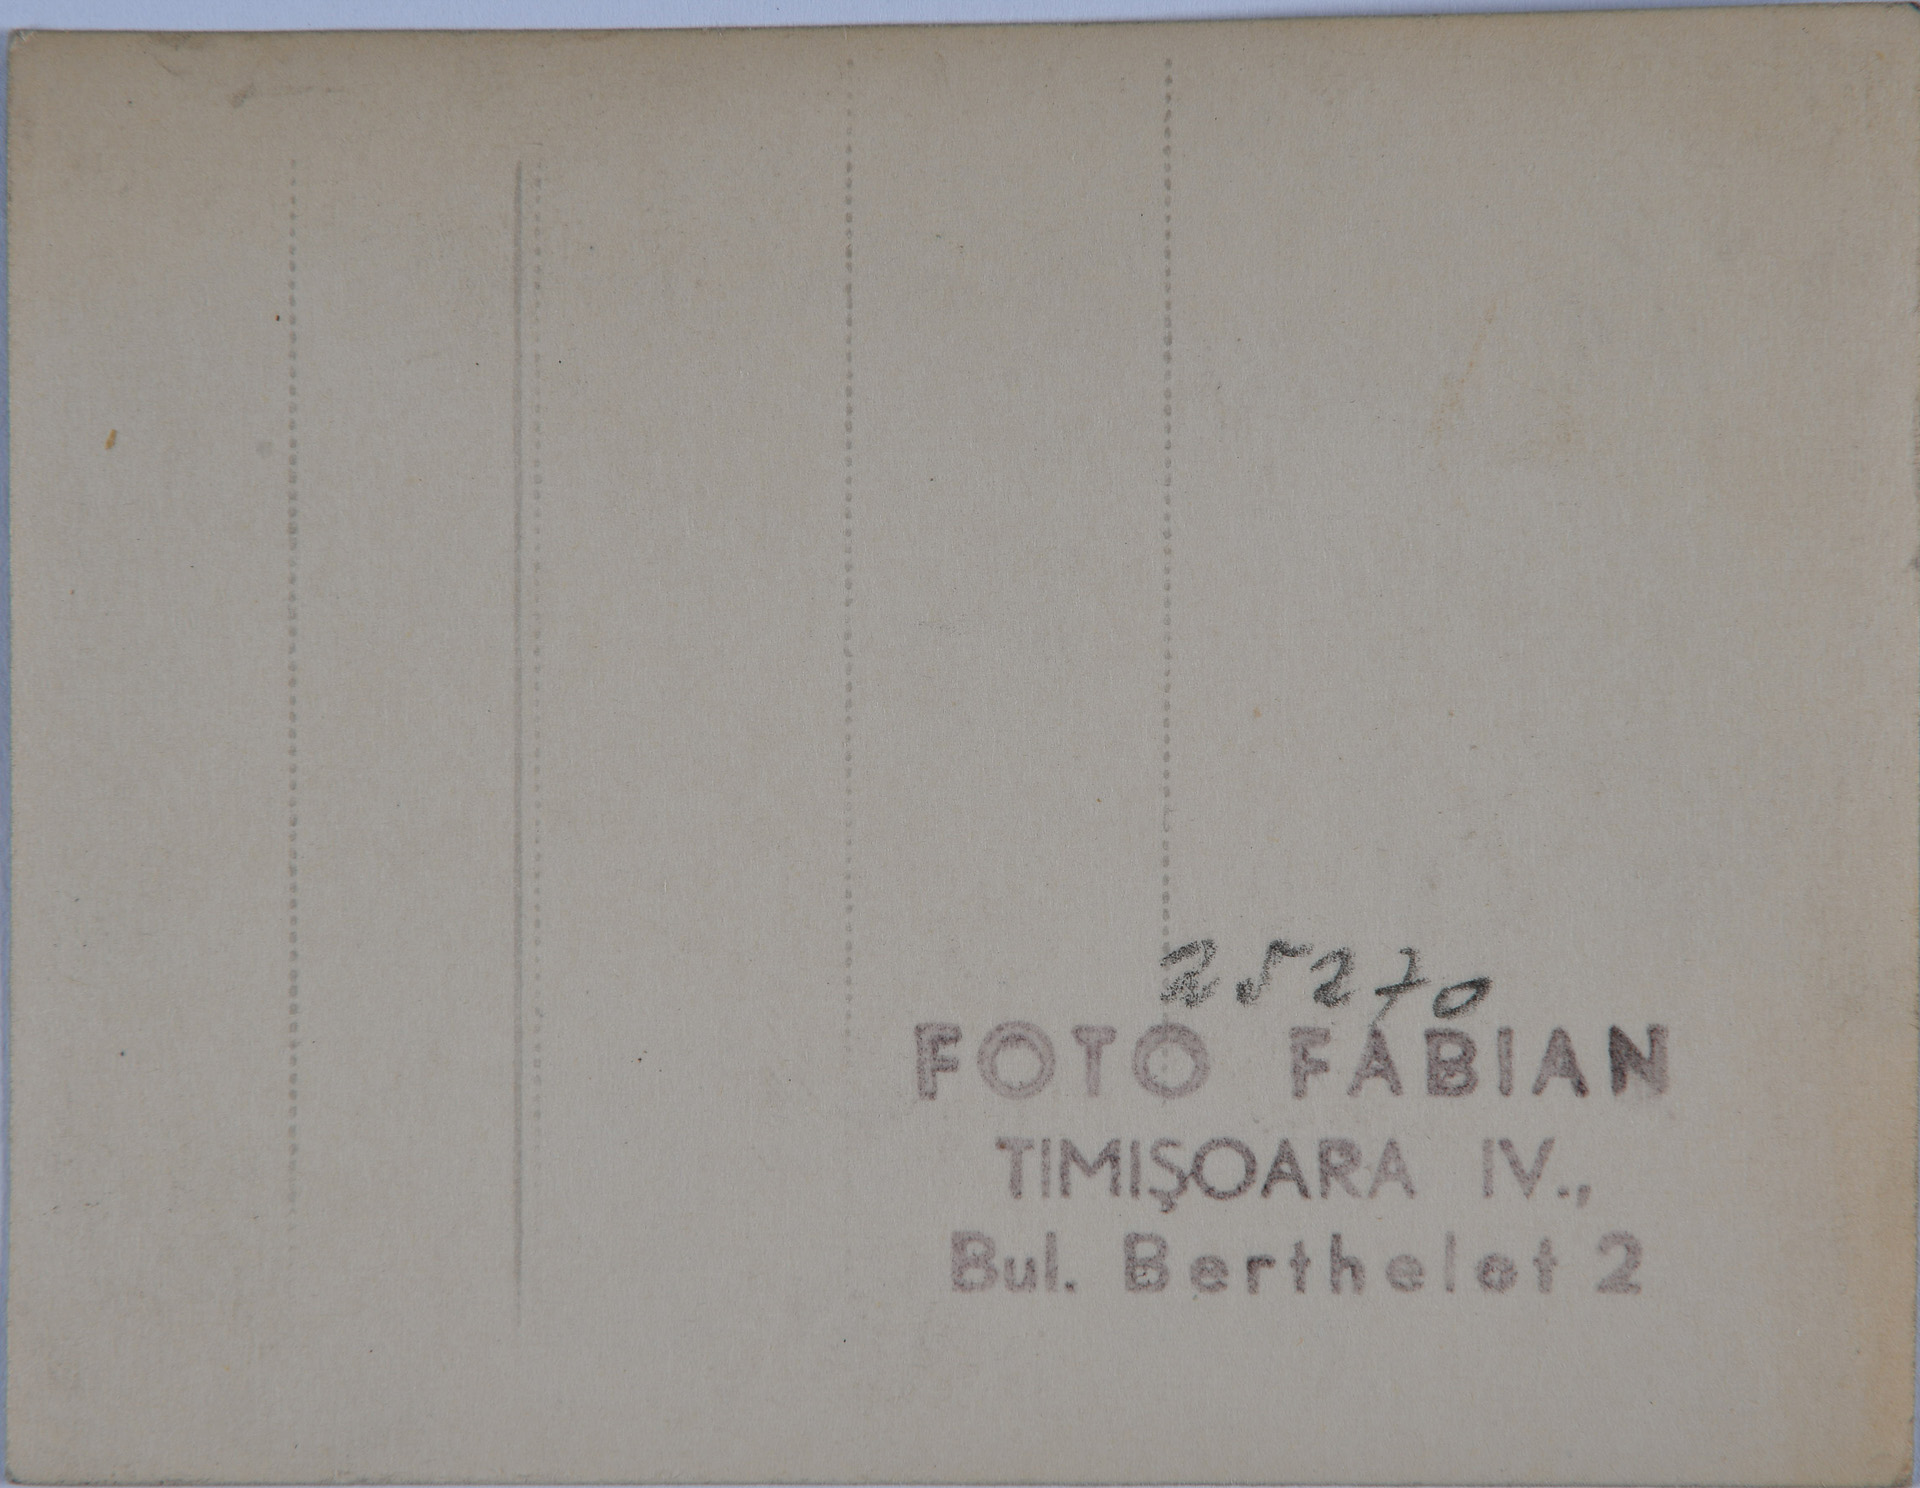 25270
FOTO FABIAN
TIMIŞOARA IV.,
Bul. Berthelot 2